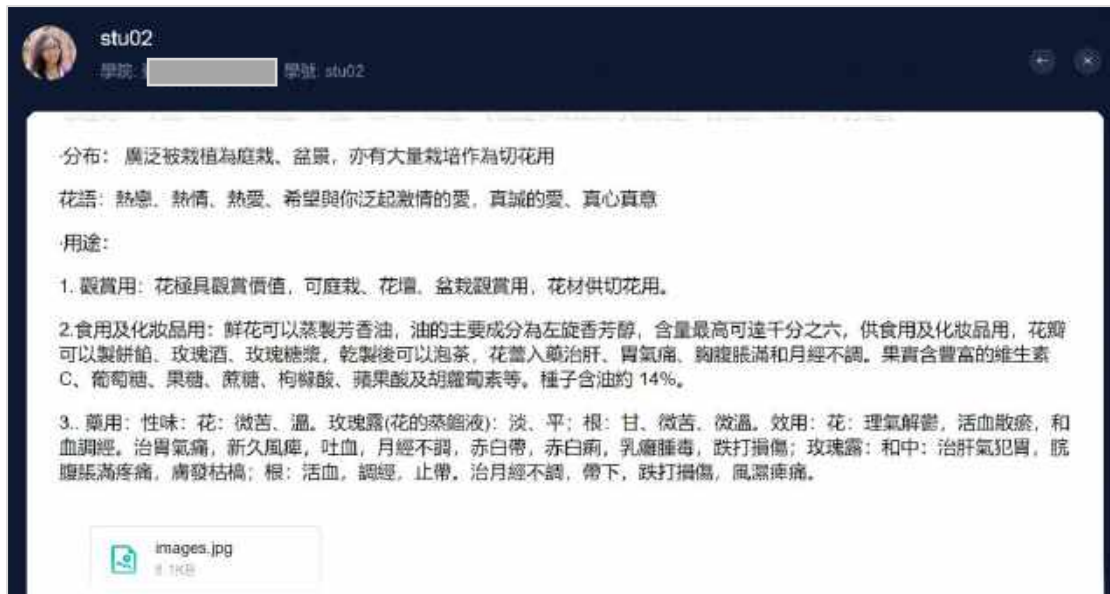 stu02
學院:
學號: stu02
·分布： 廣泛被栽植為庭栽、盆景，亦有大量栽培作為切花用
花語：熱戀、熱情、熱愛、希望與你泛起激情的愛，真誠的愛、真心真意
·用途：
1. 觀賞用：花極具觀賞價值，可庭栽、花壇、盆栽觀賞用，花材供切花用。
2.食用及化妝品用：鮮花可以蒸製芳香油，油的主要成分為左旋香芳醇，含量最高可達千分之六，供食用及化妝品用，花瓣
可以製餅餡、玫瑰酒、玫瑰糖漿，乾製後可以泡茶，花蕾入藥治肝、胃氣痛、胸腹脹滿和月經不調。果實含豐富的維生素
C、葡萄糖、果糖、蔗糖、枸櫞酸、蘋果酸及胡蘿蔔素等。種子含油約 14%。
3.. 藥用：性味：花：微苦、溫。玫瑰露(花的蒸餾液)：淡、平；根：甘、微苦、微溫。效用：花：理氣解鬱，活血散瘀，和
血調經。治胃氣痛，新久風痺，吐血，月經不調，赤白帶，赤白痢，乳癰腫毒，跌打損傷；玫瑰露：和中：治肝氣犯胃，脘
腹脹滿疼痛，膚發枯槁；根：活血，調經，止帶。治月經不調，帶下，跌打損傷，風濕痺痛。
images.jpg